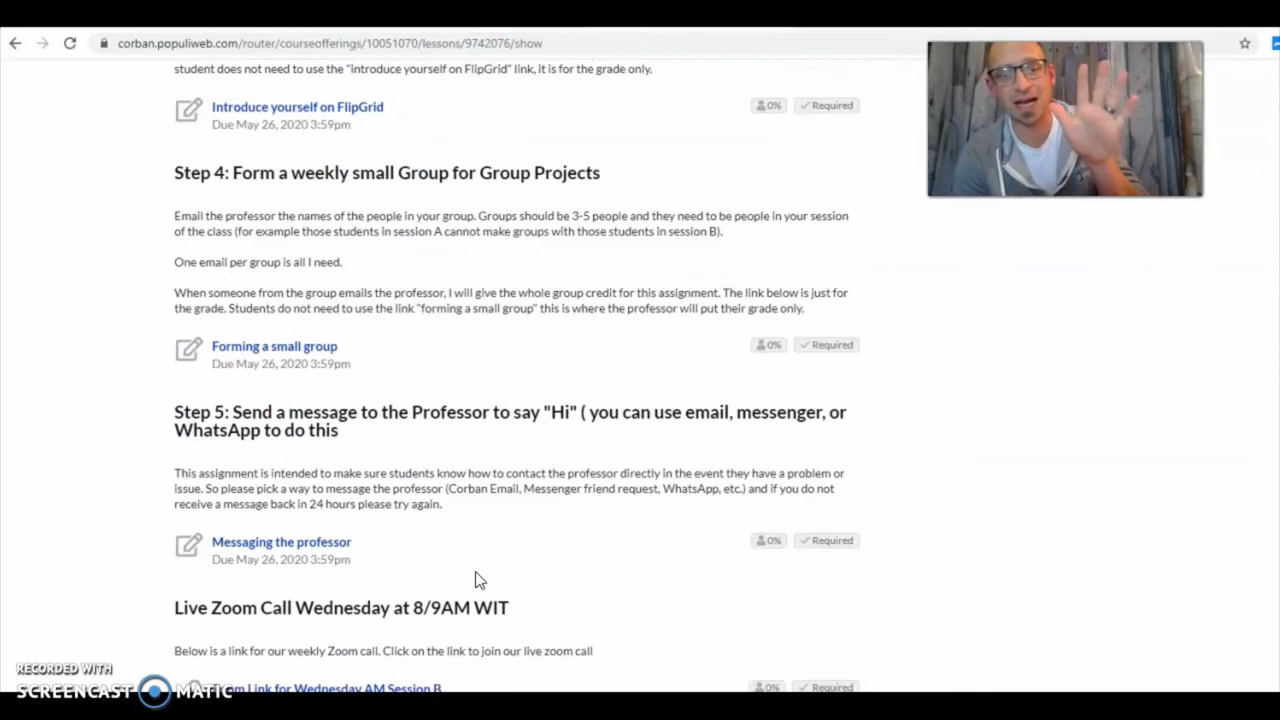 corban.populiweb.com/router/courseofferings/10051070/lessons/9742076/show
student does not need to use the "introduce yourself on FlipGrid" link, it is for the grade only.
Introduce yourself on FlipGrid
0%
Required
Due May 26, 2020 3:59pm
Step 4: Form a weekly small Group for Group Projects
Email the professor the names of the people in your group. Groups should be 3-5 people and they need to be people in your session
of the class (for example those students in session A cannot make groups with those students in session B).
One email per group is all I need.
When someone from the group emails the professor, I will give the whole group credit for this assignment. The link below is just for
the grade. Students do not need to use the link "forming a small group" this is where the professor will put their grade only.
Forming a small group
0%
Required
Due May 26, 2020 3:59pm
Step 5: Send a message to the Professor to say "Hi" ( you can use email, messenger, or
WhatsApp to do this
This assignment is intended to make sure students know how to contact the professor directly in the event they have a problem or
issue. So please pick a way to message the professor (Corban Email, Messenger friend request, WhatsApp, etc.) and if you do not
receive a message back in 24 hours please try again.
Messaging the professor
0%
Required
Due May 26, 2020 3:59pm
Live Zoom Call Wednesday at 8/9AM WIT
Below is a link for our weekly Zoom call. Click on the link to join our live zoom call
Link for Wednesday AM Session B
0%
Required
RECORDED WITH
SCREENCAST MATIC